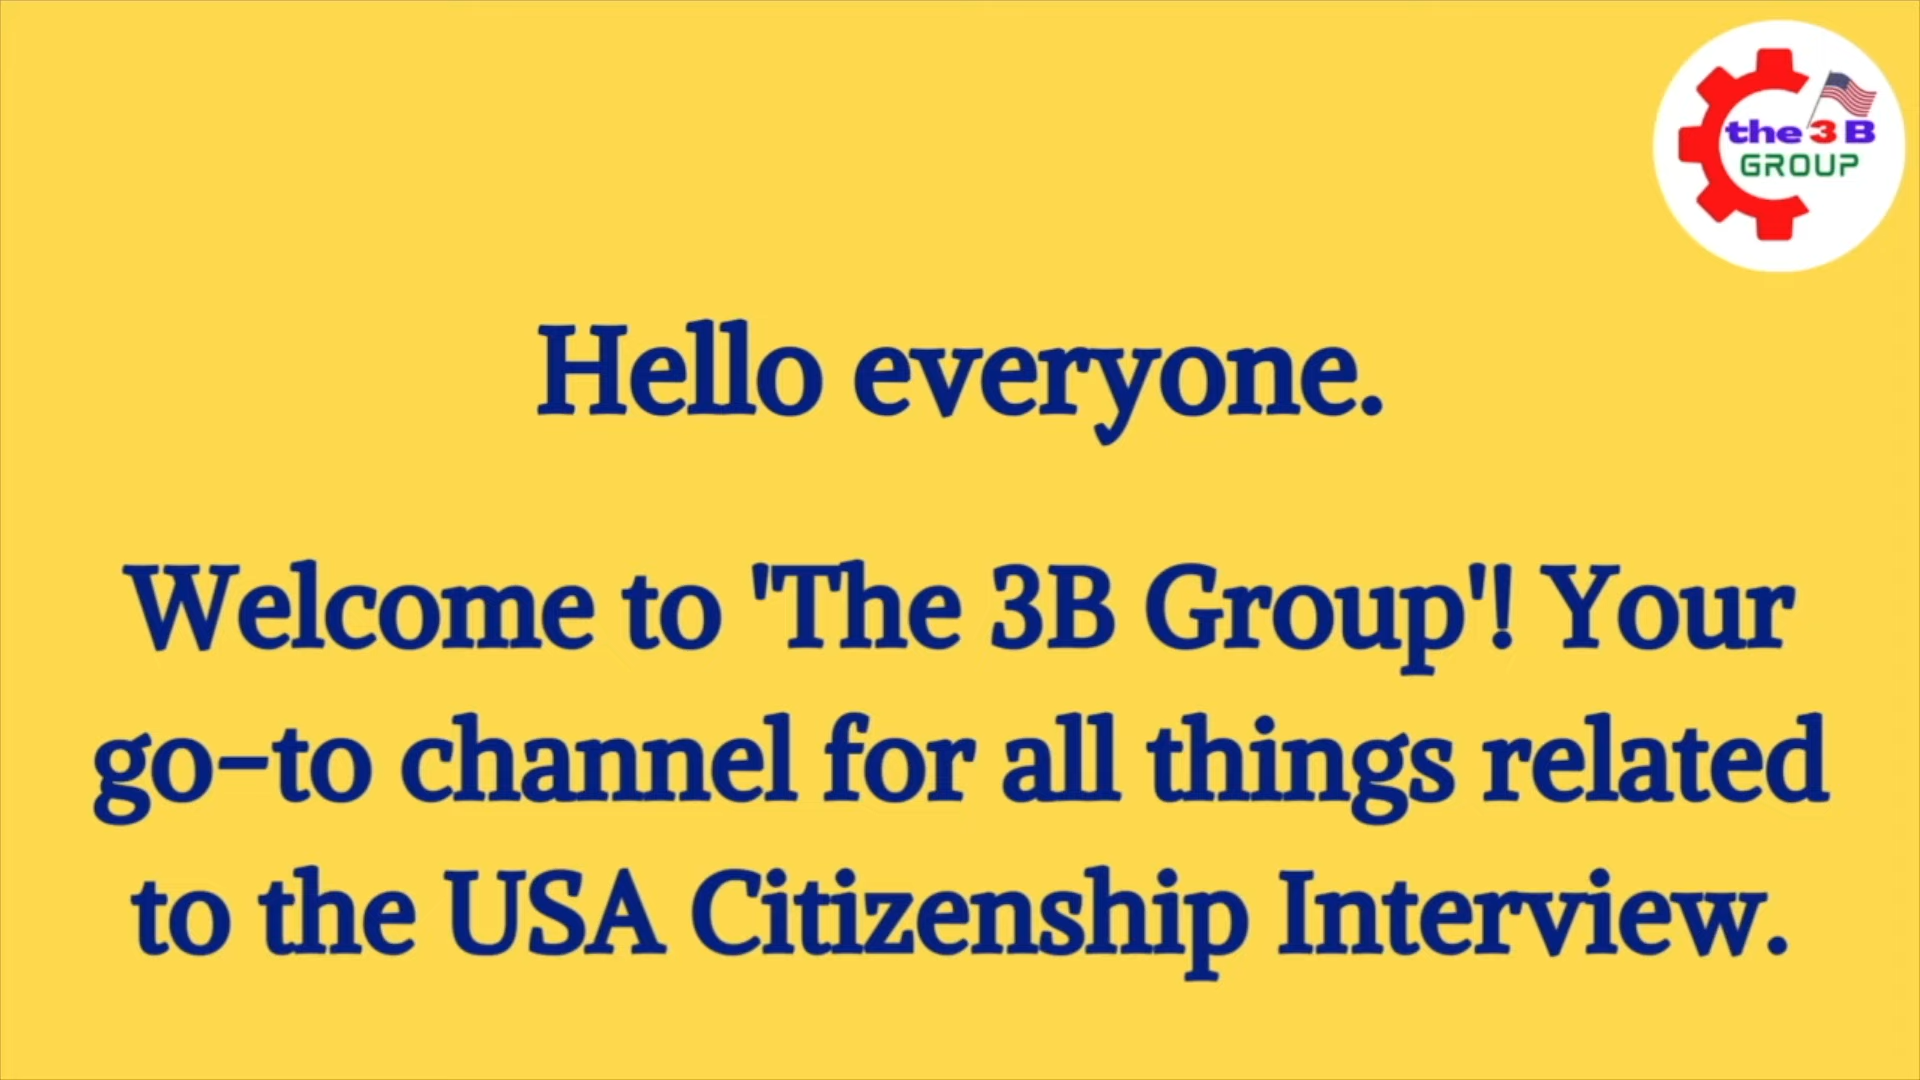 the 3 B
GROUP
Hello everyone.
Welcome to 'The 3B Group'! Your
go-to channel for all things related
to the USA Citizenship Interview.